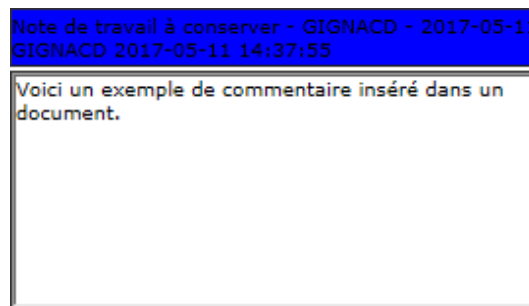 Note de travail à conserver - GIGNACD - 2017-05-1
GIGNACD 2017-05-11 14:37:55
Voici un exemple de commentaire inséré dans un
document.